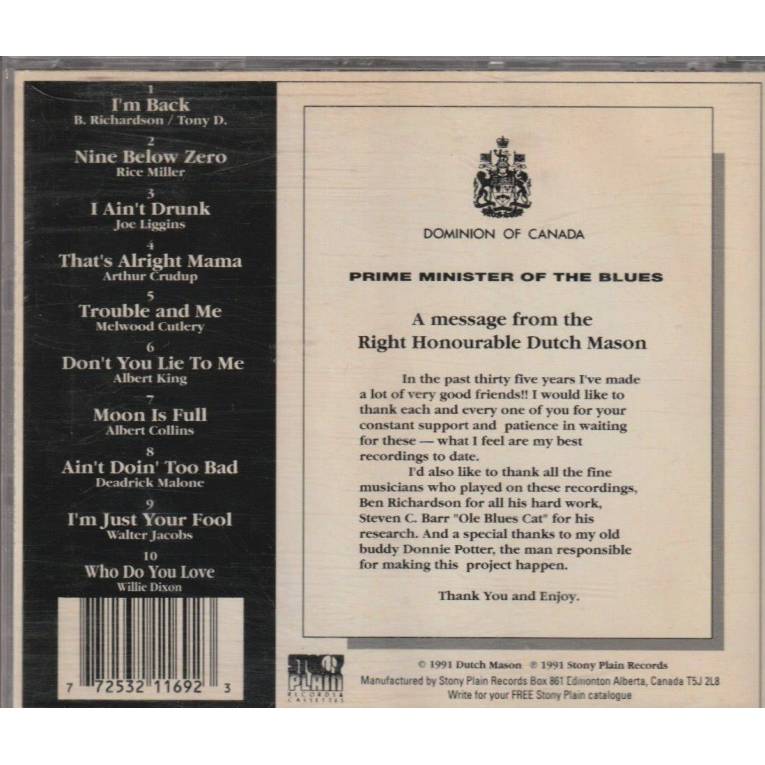 1
I'm Back
B. Richardson / Tony D.
2
Nine Below Zero
Rice Miller
3
I Ain't Drunk
Joe Liggins
4
That's Alright Mama
Arthur Crudup
5
Trouble and Me
Melwood Cutlery
6
Don't You Lie To Me
Albert King
7
Moon Is Full
Albert Collins
8
Ain't Doin' Too Bad
Deadrick Malone
9
I'm Just Your Fool
Walter Jacobs
10
Who Do You Love
Willie Dixon
7 72532 11692 3
DOMINION OF CANADA
PRIME MINISTER OF THE BLUES
A message from the
Right Honourable Dutch Mason
In the past thirty five years I've made
a lot of very good friends!! I would like to
thank each and every one of you for your
constant support and patience in waiting
for these — what I feel are my best
recordings to date.
I'd also like to thank all the fine
musicians who played on these recordings,
Ben Richardson for all his hard work,
Steven C. Barr "Ole Blues Cat" for his
research. And a special thanks to my old
buddy Donnie Potter, the man responsible
for making this project happen.
Thank You and Enjoy.
STONY
PLAIN
RECORDS &
CASSETTES
© 1991 Dutch Mason ℗ 1991 Stony Plain Records
Manufactured by Stony Plain Records Box 861 Edmonton Alberta, Canada T5J 2L8
Write for your FREE Stony Plain catalogue